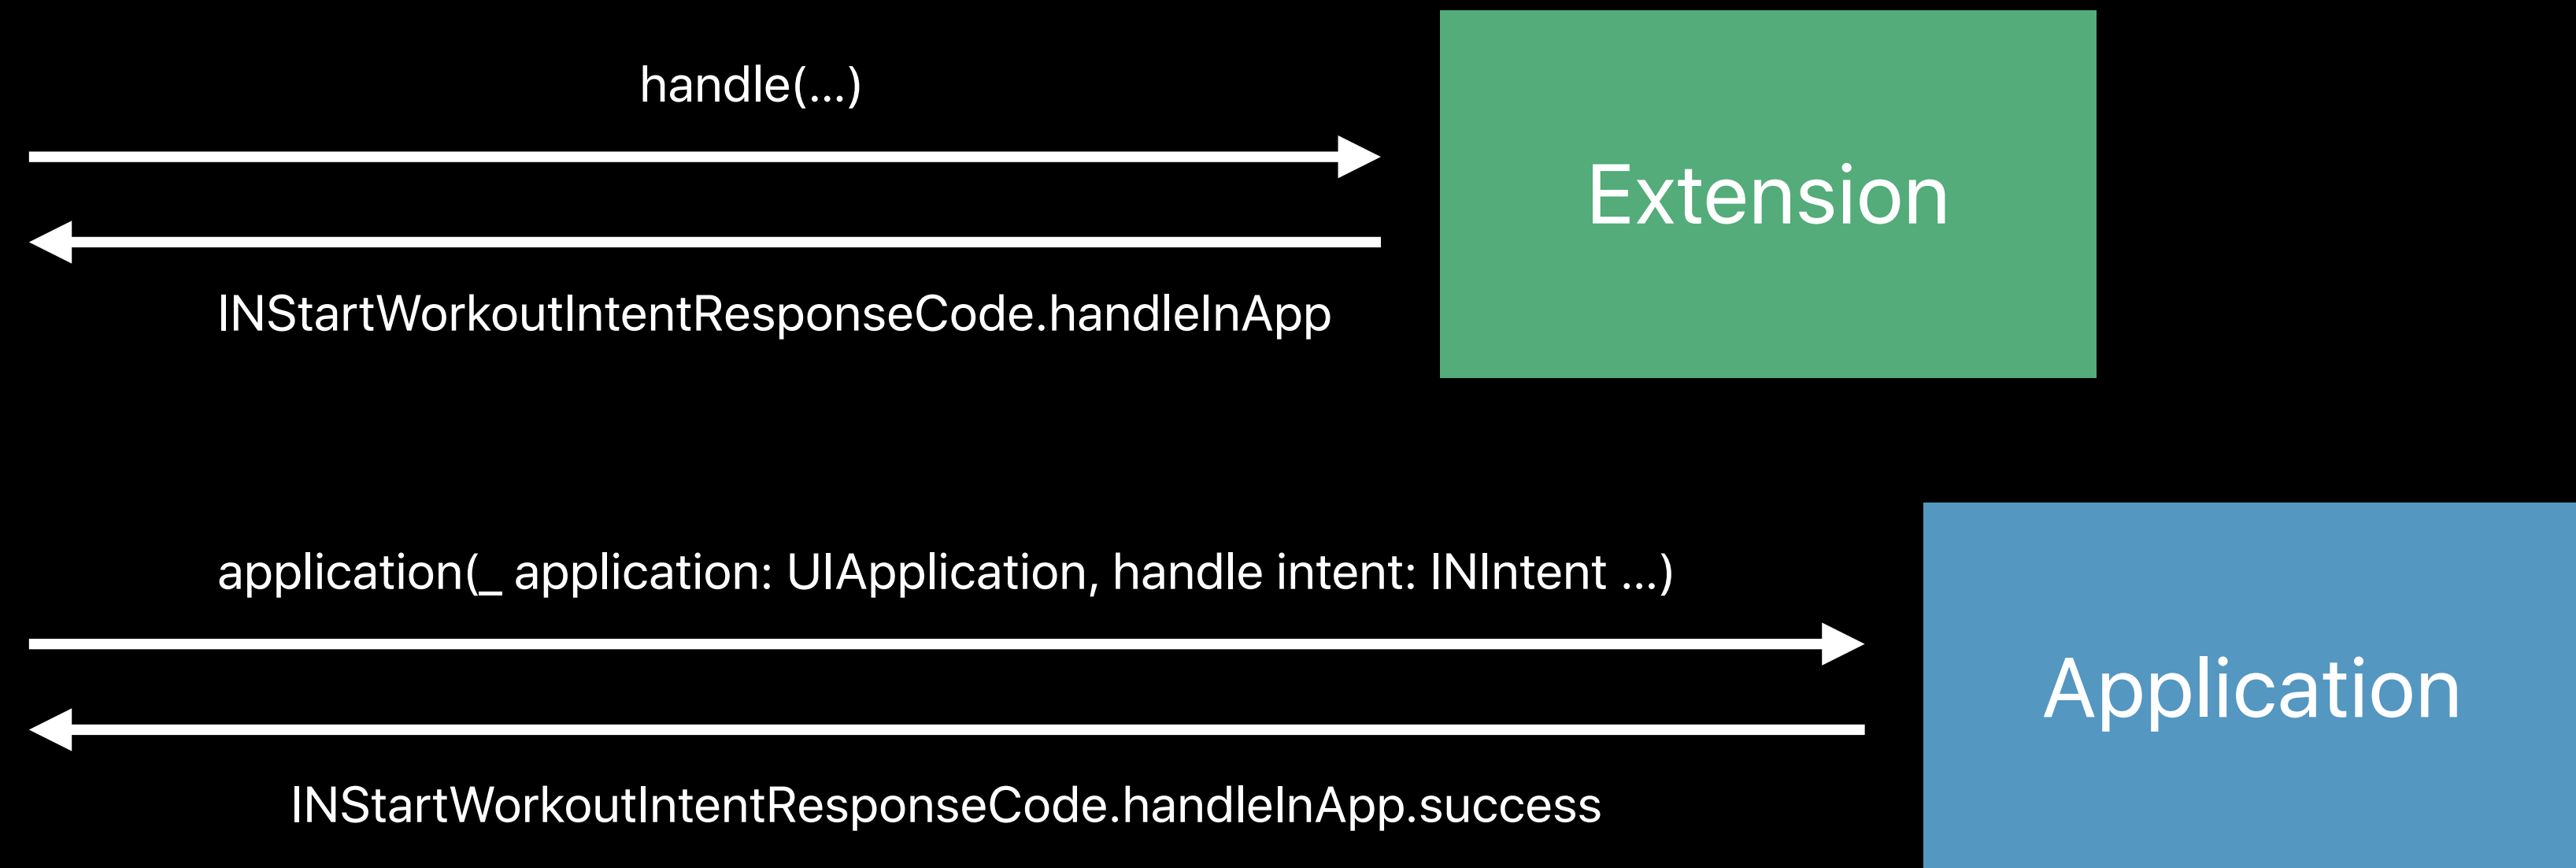 handle(...)
Extension
INStartWorkoutIntentResponseCode.handleInApp
application(_ application: UIApplication, handle intent: INIntent ...)
Application
INStartWorkoutIntentResponseCode.handleInApp.success